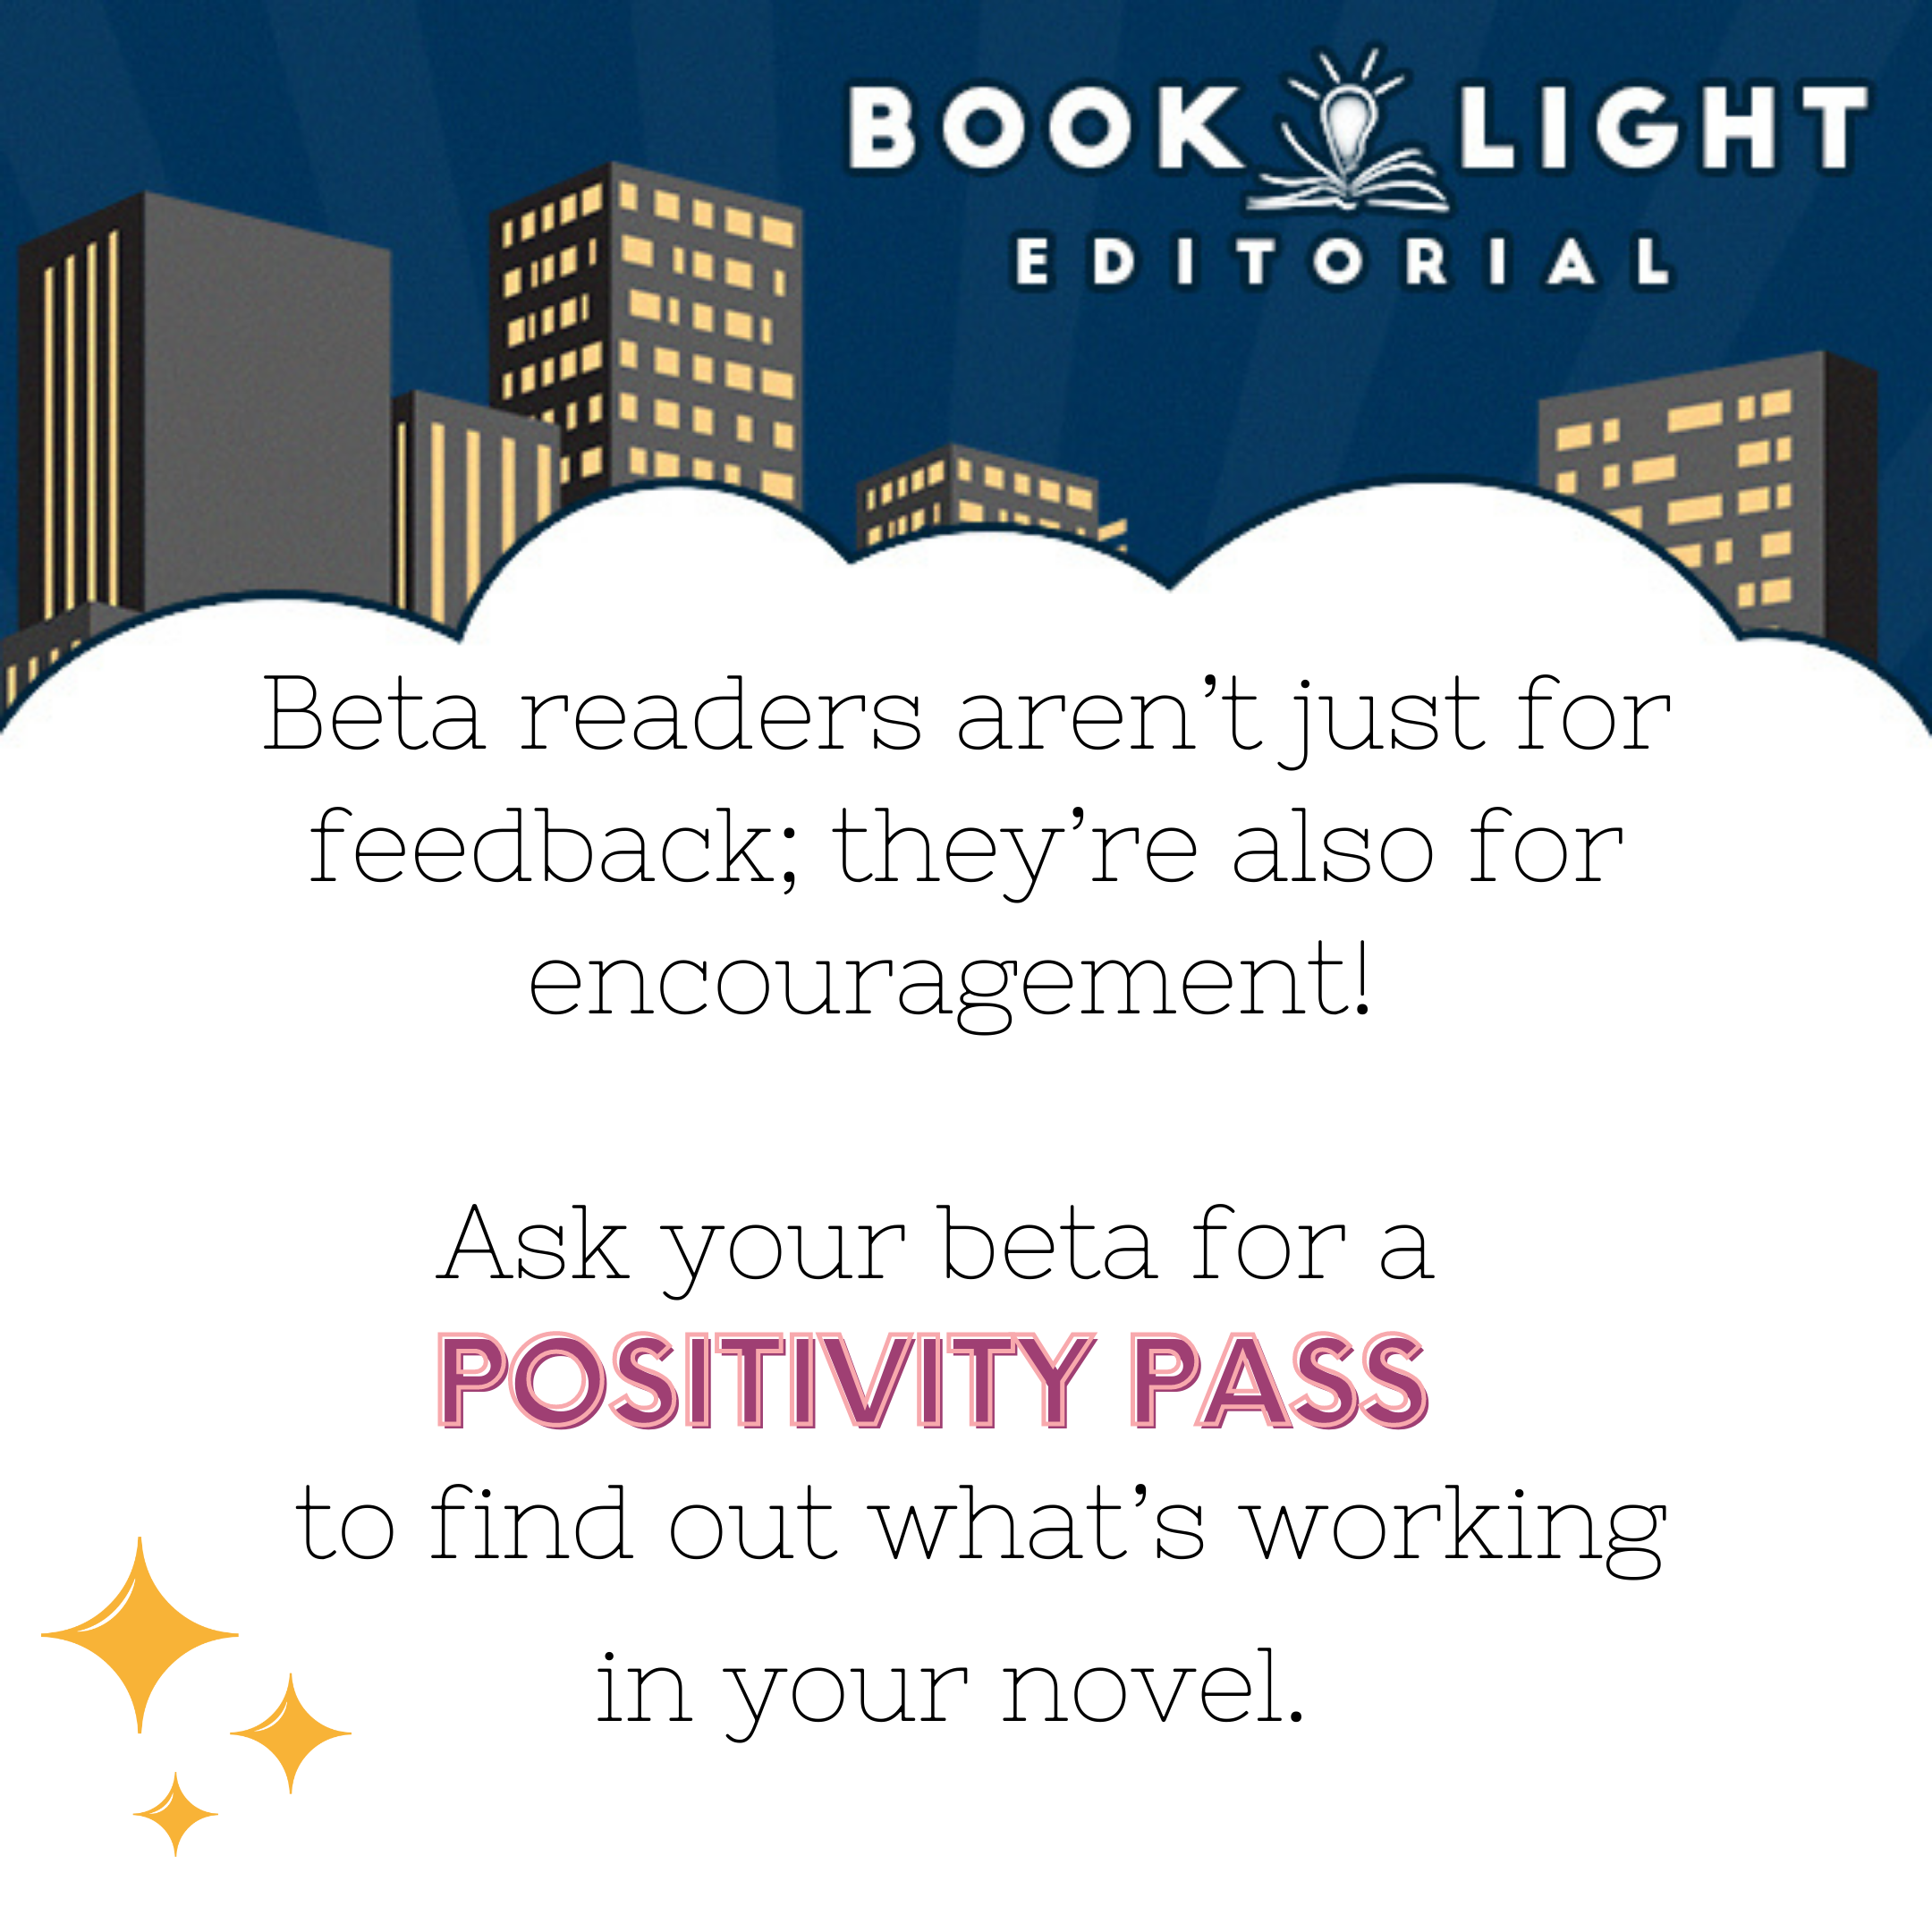 BOOK LIGHT
EDITORIAL
Beta readers aren’t just for
feedback; they’re also for
encouragement!
Ask your beta for a
POSITIVITY PASS
to find out what’s working
in your novel.